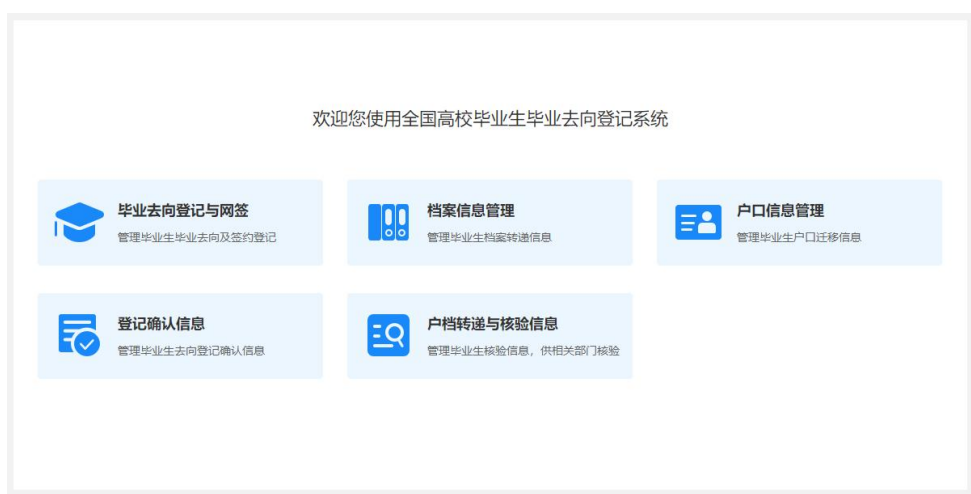 欢迎您使用全国高校毕业生毕业去向登记系统
毕业去向登记与网签
管理毕业生毕业去向及签约登记
档案信息管理
管理毕业生档案转递信息
户口信息管理
管理毕业生户口迁移信息
登记确认信息
管理毕业生去向登记确认信息
户档转递与核验信息
管理毕业生核验信息，供相关部门核验